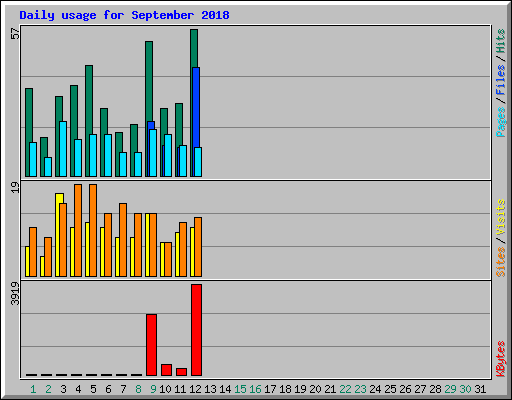 Daily usage for September 2018
57
Pages / Files / Hits
19
Sites / Visits
3919
KBytes
1 2 3 4 5 6 7 8 9 10 11 12 13 14 15 16 17 18 19 20 21 22 23 24 25 26 27 28 29 30 31